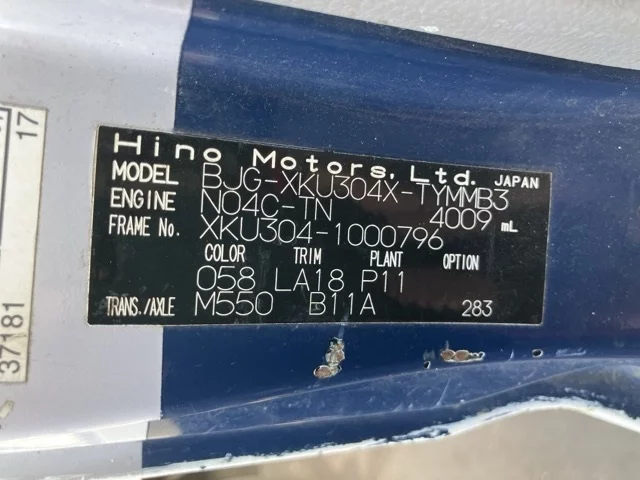 Hino Motors, Ltd. JAPAN
MODEL BJG-XKU304X-TYMMB3
ENGINE N04C-TN 4009 mL
FRAME No. XKU304-1000796
COLOR TRIM PLANT OPTION
058 LA18 P11
TRANS./AXLE M550 B11A 283
37181 17